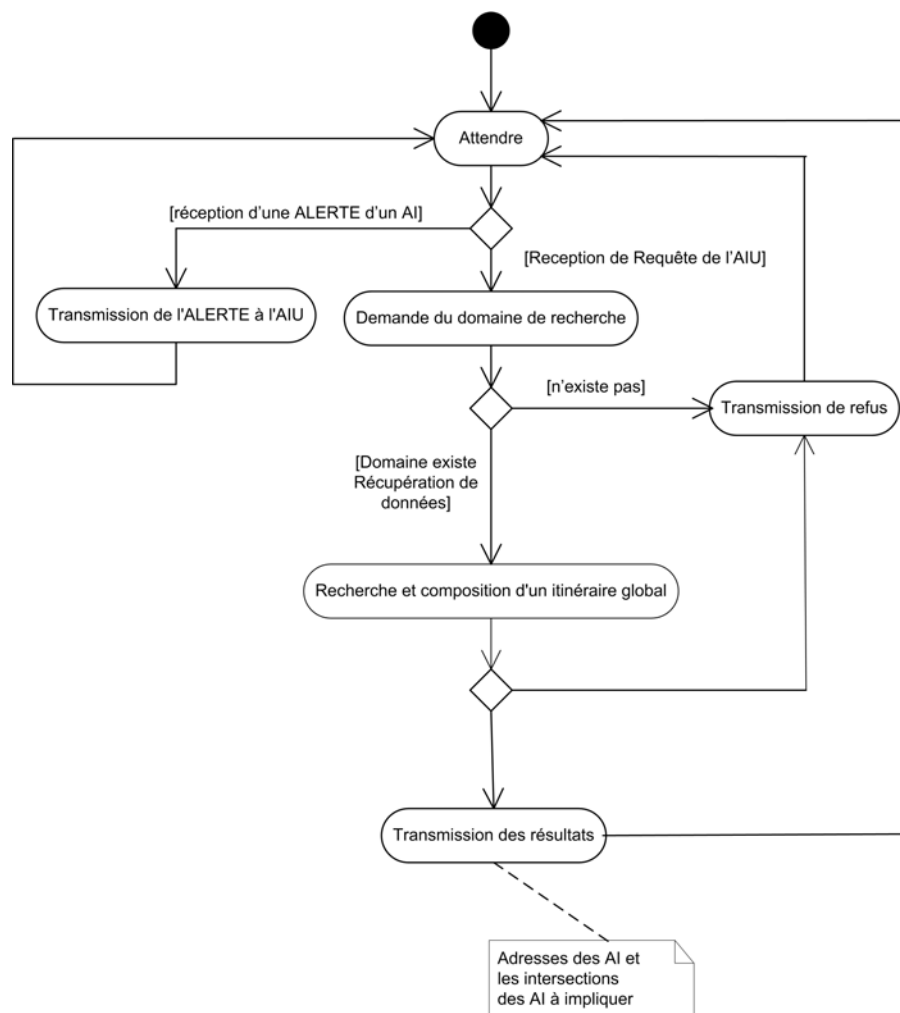 Attendre
[réception d'une ALERTE d'un AI]
[Reception de Requête de l'AIU]
Transmission de l'ALERTE à l'AIU
Demande du domaine de recherche
[n'existe pas]
Transmission de refus
[Domaine existe
Récupération de
données]
Recherche et composition d'un itinéraire global
Transmission des résultats
Adresses des AI et
les intersections
des AI à impliquer